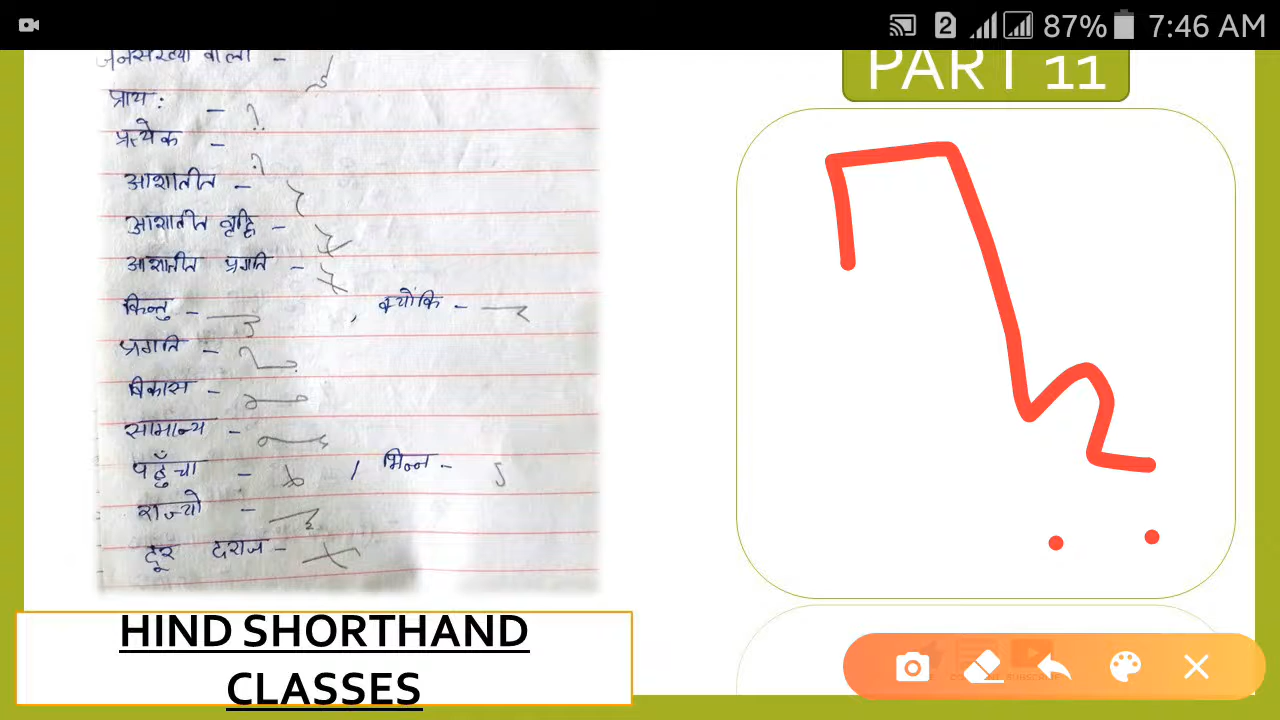 87% 7:46 AM
2
PART 11
जनसंख्या वाला -
प्राय: -
प्रत्येक -
आशातीत -
आशातीत वृद्धि -
आशातीत प्रगति -
किन्तु - , क्योंकि -
प्रगति -
विकास -
सामान्य -
पहुँचा - / भिन्न -
राज्यो -
दूर दराज -
HIND SHORTHAND
CLASSES